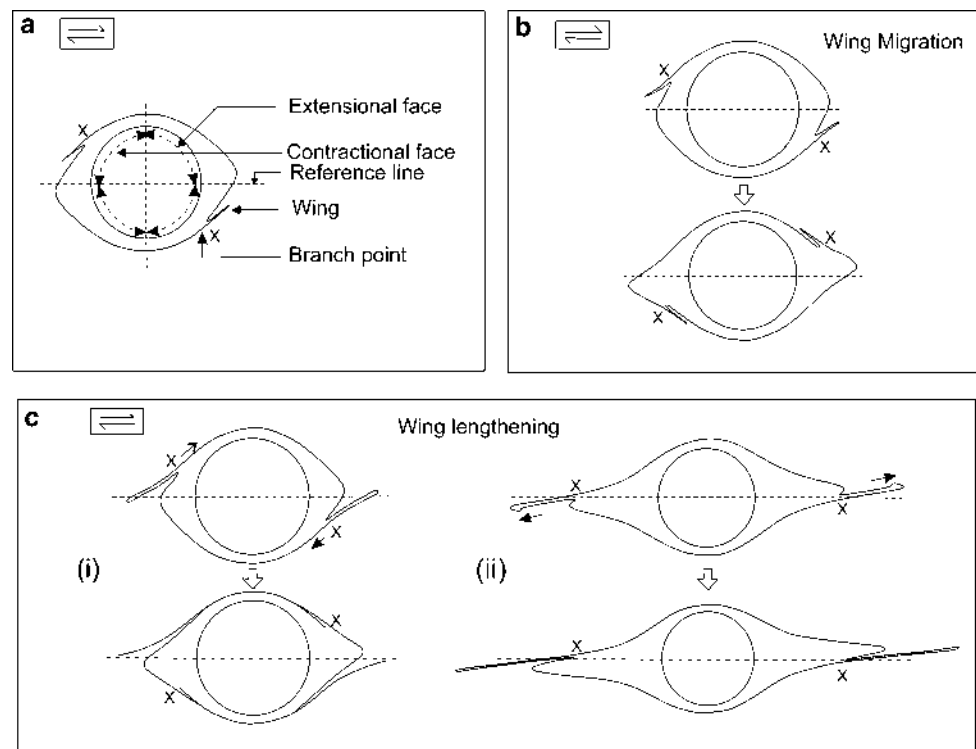 a
Extensional face
X
Contractional face
Reference line
Wing
X
Branch point
b
Wing Migration
X
X
X
X
c
Wing lengthening
X
X
X
X
(i)
(ii)
X
X
X
X